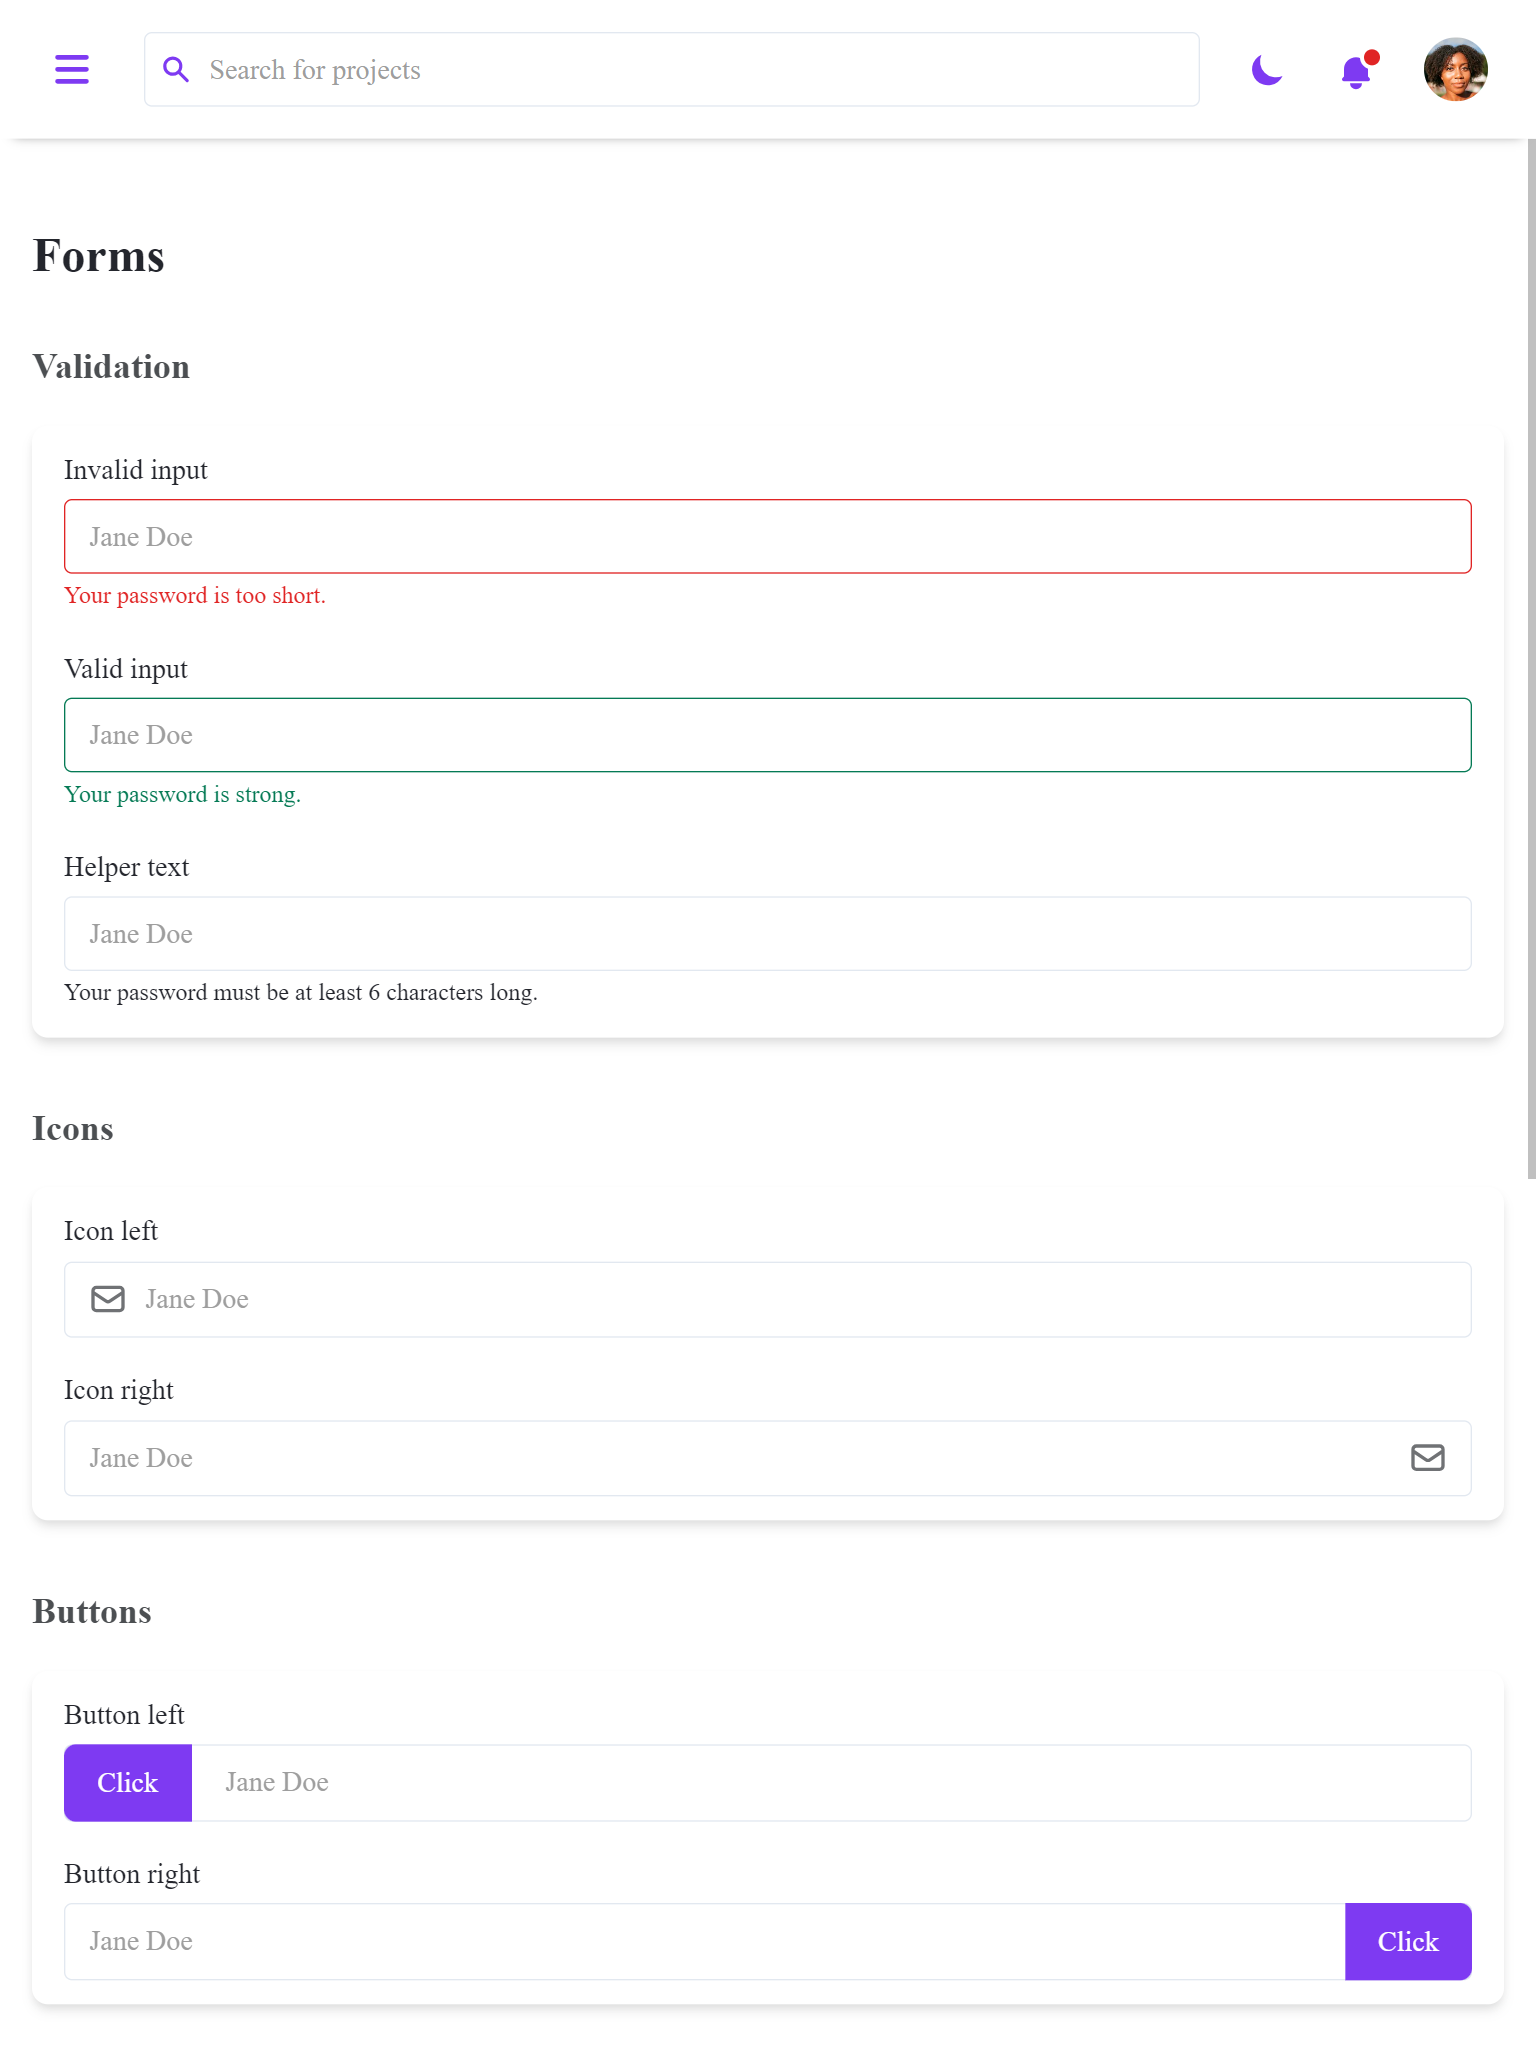 Search for projects
Forms
Validation
Invalid input
Jane Doe
Your password is too short.
Valid input
Jane Doe
Your password is strong.
Helper text
Jane Doe
Your password must be at least 6 characters long.
Icons
Icon left
Jane Doe
Icon right
Jane Doe
Buttons
Button left
Click Jane Doe
Button right
Jane Doe Click